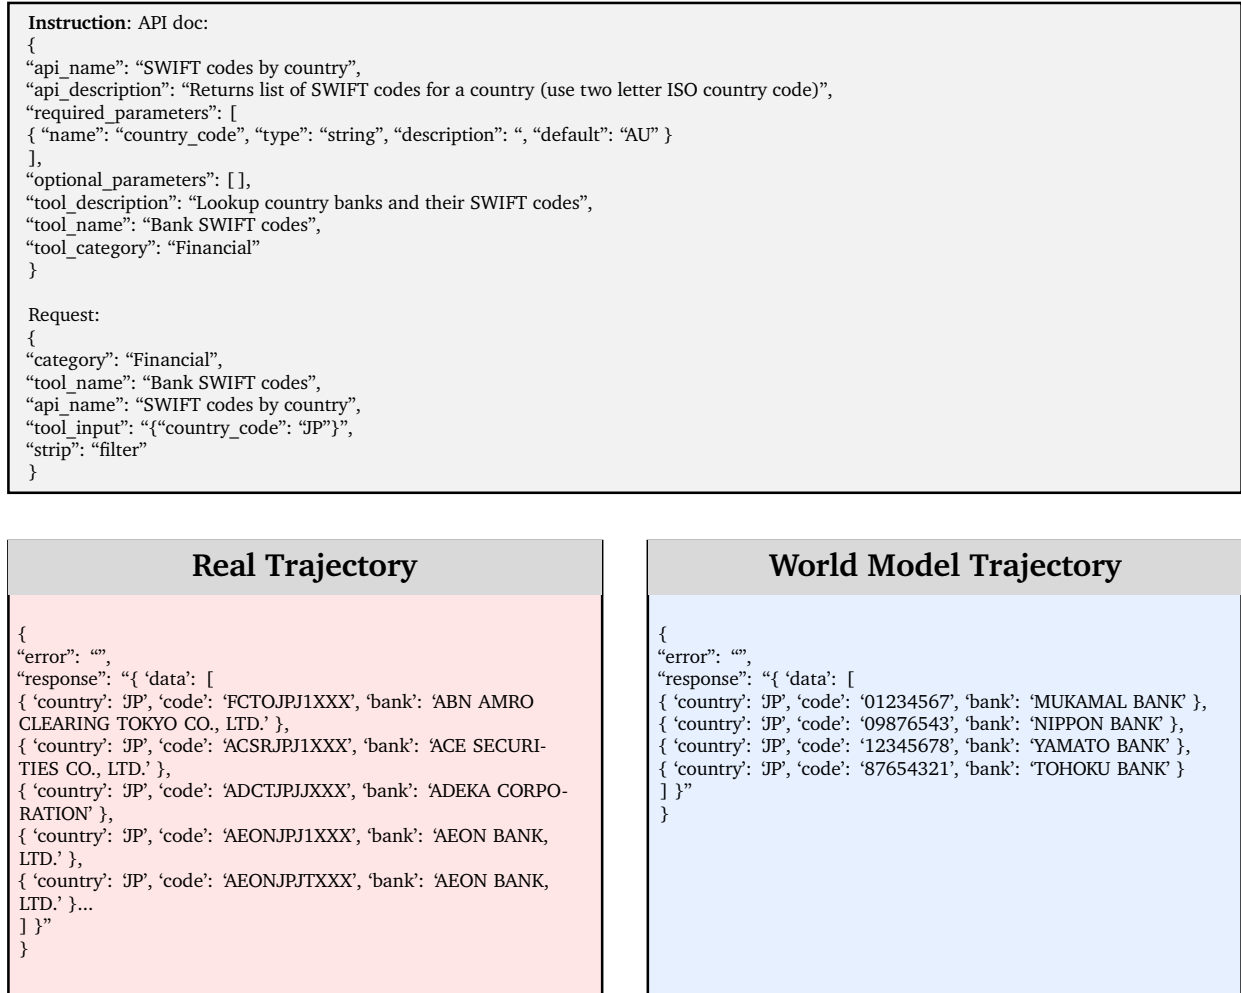 Instruction: API doc:
{
“api_name”: “SWIFT codes by country”,
“api_description”: “Returns list of SWIFT codes for a country (use two letter ISO country code)”,
“required_parameters”: [
{ “name”: “country_code”, “type”: “string”, “description”: “, “default”: “AU” }
],
“optional_parameters”: [],
“tool_description”: “Lookup country banks and their SWIFT codes”,
“tool_name”: “Bank SWIFT codes”,
“tool_category”: “Financial”
}
Request:
{
“category”: “Financial”,
“tool_name”: “Bank SWIFT codes”,
“api_name”: “SWIFT codes by country”,
“tool_input”: “{“country_code”: “JP”}”,
“strip”: “filter”
}
Real Trajectory
{
“error”: “”,
“response”: “{ ‘data’: [
{ ‘country’: ‘JP’, ‘code’: ‘FCTOJPJ1XXX’, ‘bank’: ‘ABN AMRO
CLEARING TOKYO CO., LTD.’ },
{ ‘country’: ‘JP’, ‘code’: ‘ACSRJPJ1XXX’, ‘bank’: ‘ACE SECURI-
TIES CO., LTD.’ },
{ ‘country’: ‘JP’, ‘code’: ‘ADCTJPJJXXX’, ‘bank’: ‘ADEKA CORPO-
RATION’ },
{ ‘country’: ‘JP’, ‘code’: ‘AEONJPJ1XXX’, ‘bank’: ‘AEON BANK,
LTD.’ },
{ ‘country’: ‘JP’, ‘code’: ‘AEONJPJTXXX’, ‘bank’: ‘AEON BANK,
LTD.’ }...
] }”
}
World Model Trajectory
{
“error”: “”,
“response”: “{ ‘data’: [
{ ‘country’: ‘JP’, ‘code’: ‘01234567’, ‘bank’: ‘MUKAMAL BANK’ },
{ ‘country’: ‘JP’, ‘code’: ‘09876543’, ‘bank’: ‘NIPPON BANK’ },
{ ‘country’: ‘JP’, ‘code’: ‘12345678’, ‘bank’: ‘YAMATO BANK’ },
{ ‘country’: ‘JP’, ‘code’: ‘87654321’, ‘bank’: ‘TOHOKU BANK’ }
] }”
}